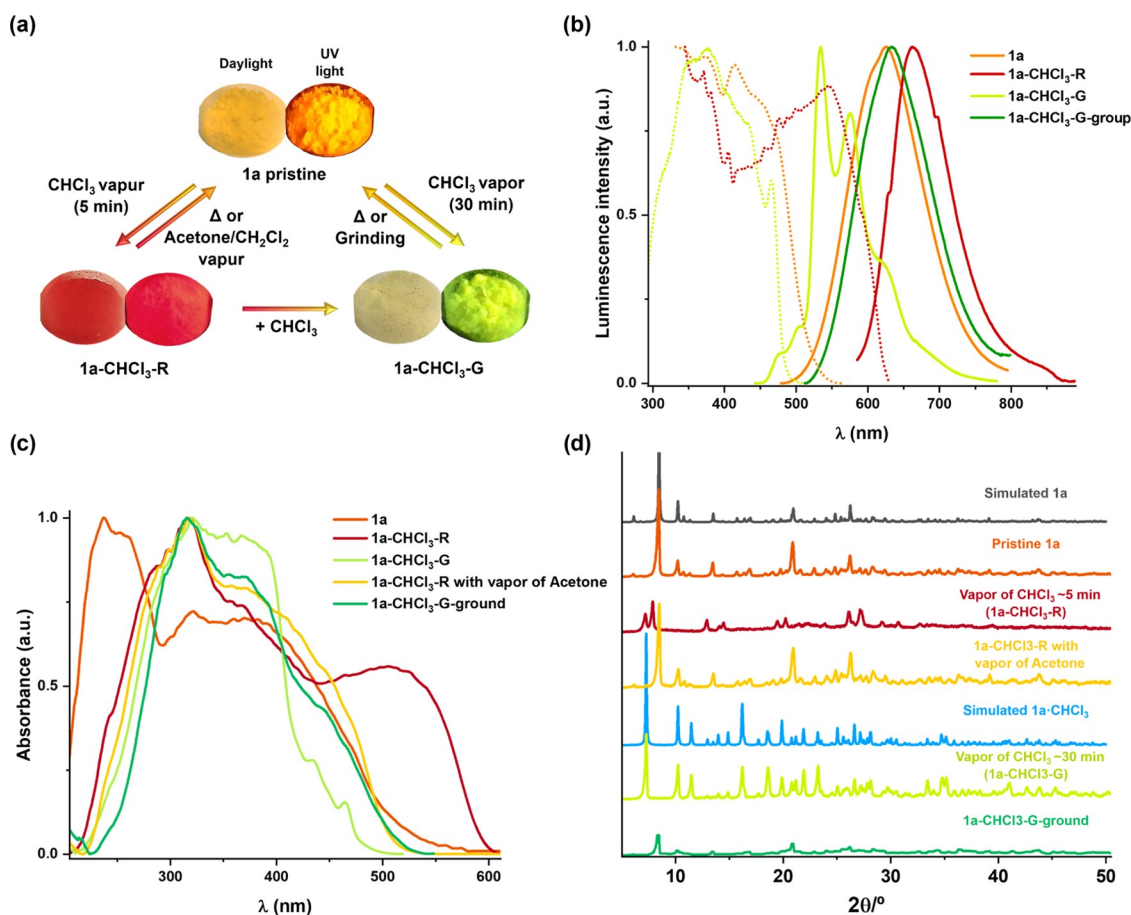 (a)
Daylight
UV
light
1a pristine
CHCl₃ vapur
(5 min)
Δ or
Acetone/CH₂Cl₂
vapur
Δ or
Grinding
CHCl₃ vapor
(30 min)
+ CHCl₃
1a-CHCl₃-R
1a-CHCl₃-G
(b)
Luminescence intensity (a.u.)
1.0
0.5
0.0
1a
1a-CHCl₃-R
1a-CHCl₃-G
1a-CHCl₃-G-group
300 400 500 600 700 800
λ (nm)
(c)
Absorbance (a.u.)
1.0
0.5
0.0
1a
1a-CHCl₃-R
1a-CHCl₃-G
1a-CHCl₃-R with vapor of Acetone
1a-CHCl₃-G-ground
300 400 500 600
λ (nm)
(d)
Simulated 1a
Pristine 1a
Vapor of CHCl₃ ~5 min
(1a-CHCl₃-R)
1a-CHCl3-R with
vapor of Acetone
Simulated 1a·CHCl₃
Vapor of CHCl₃ ~30 min
(1a-CHCl3-G)
1a-CHCl3-G-ground
10 20 30 40 50
2θ/º